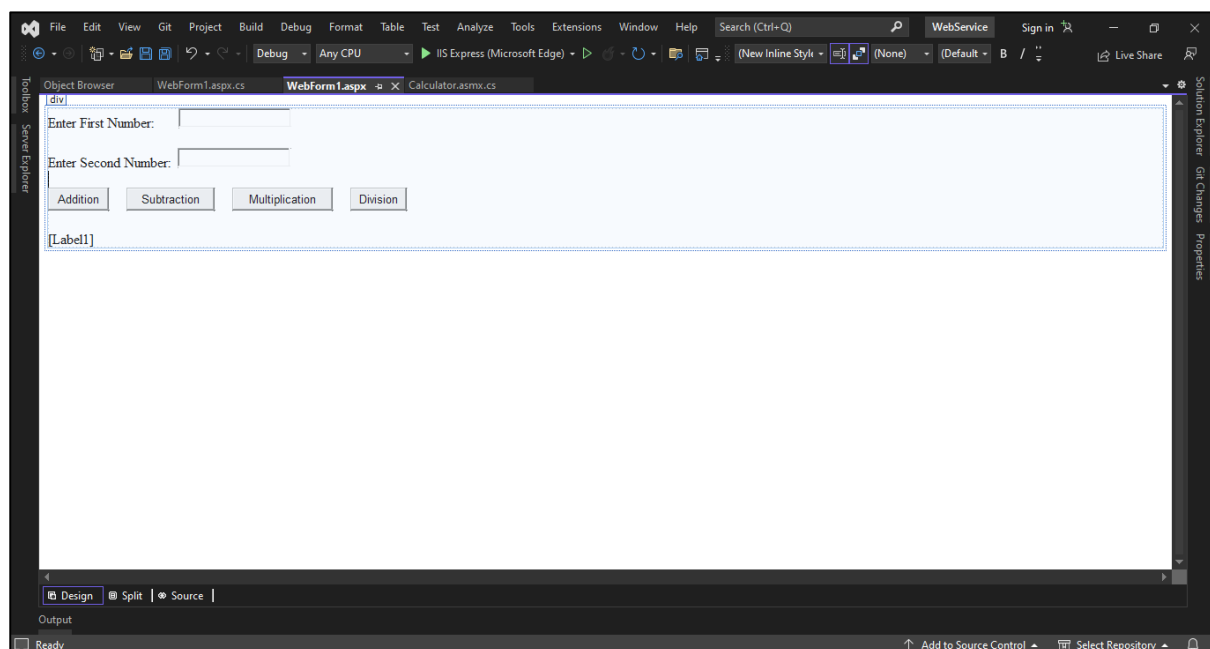 File Edit View Git Project Build Debug Format Table Test Analyze Tools Extensions Window Help Search (Ctrl+Q) WebService Sign in
Debug Any CPU IIS Express (Microsoft Edge) (New Inline Style (None) (Default B I Live Share
Toolbox
Server Explorer
Object Browser WebForm1.aspx.cs WebForm1.aspx Calculator.asmx.cs
div
Enter First Number:
Enter Second Number:
Addition Subtraction Multiplication Division
[Label1]
Solution Explorer
Git Changes
Properties
Design Split Source
Output
Ready Add to Source Control Select Repository